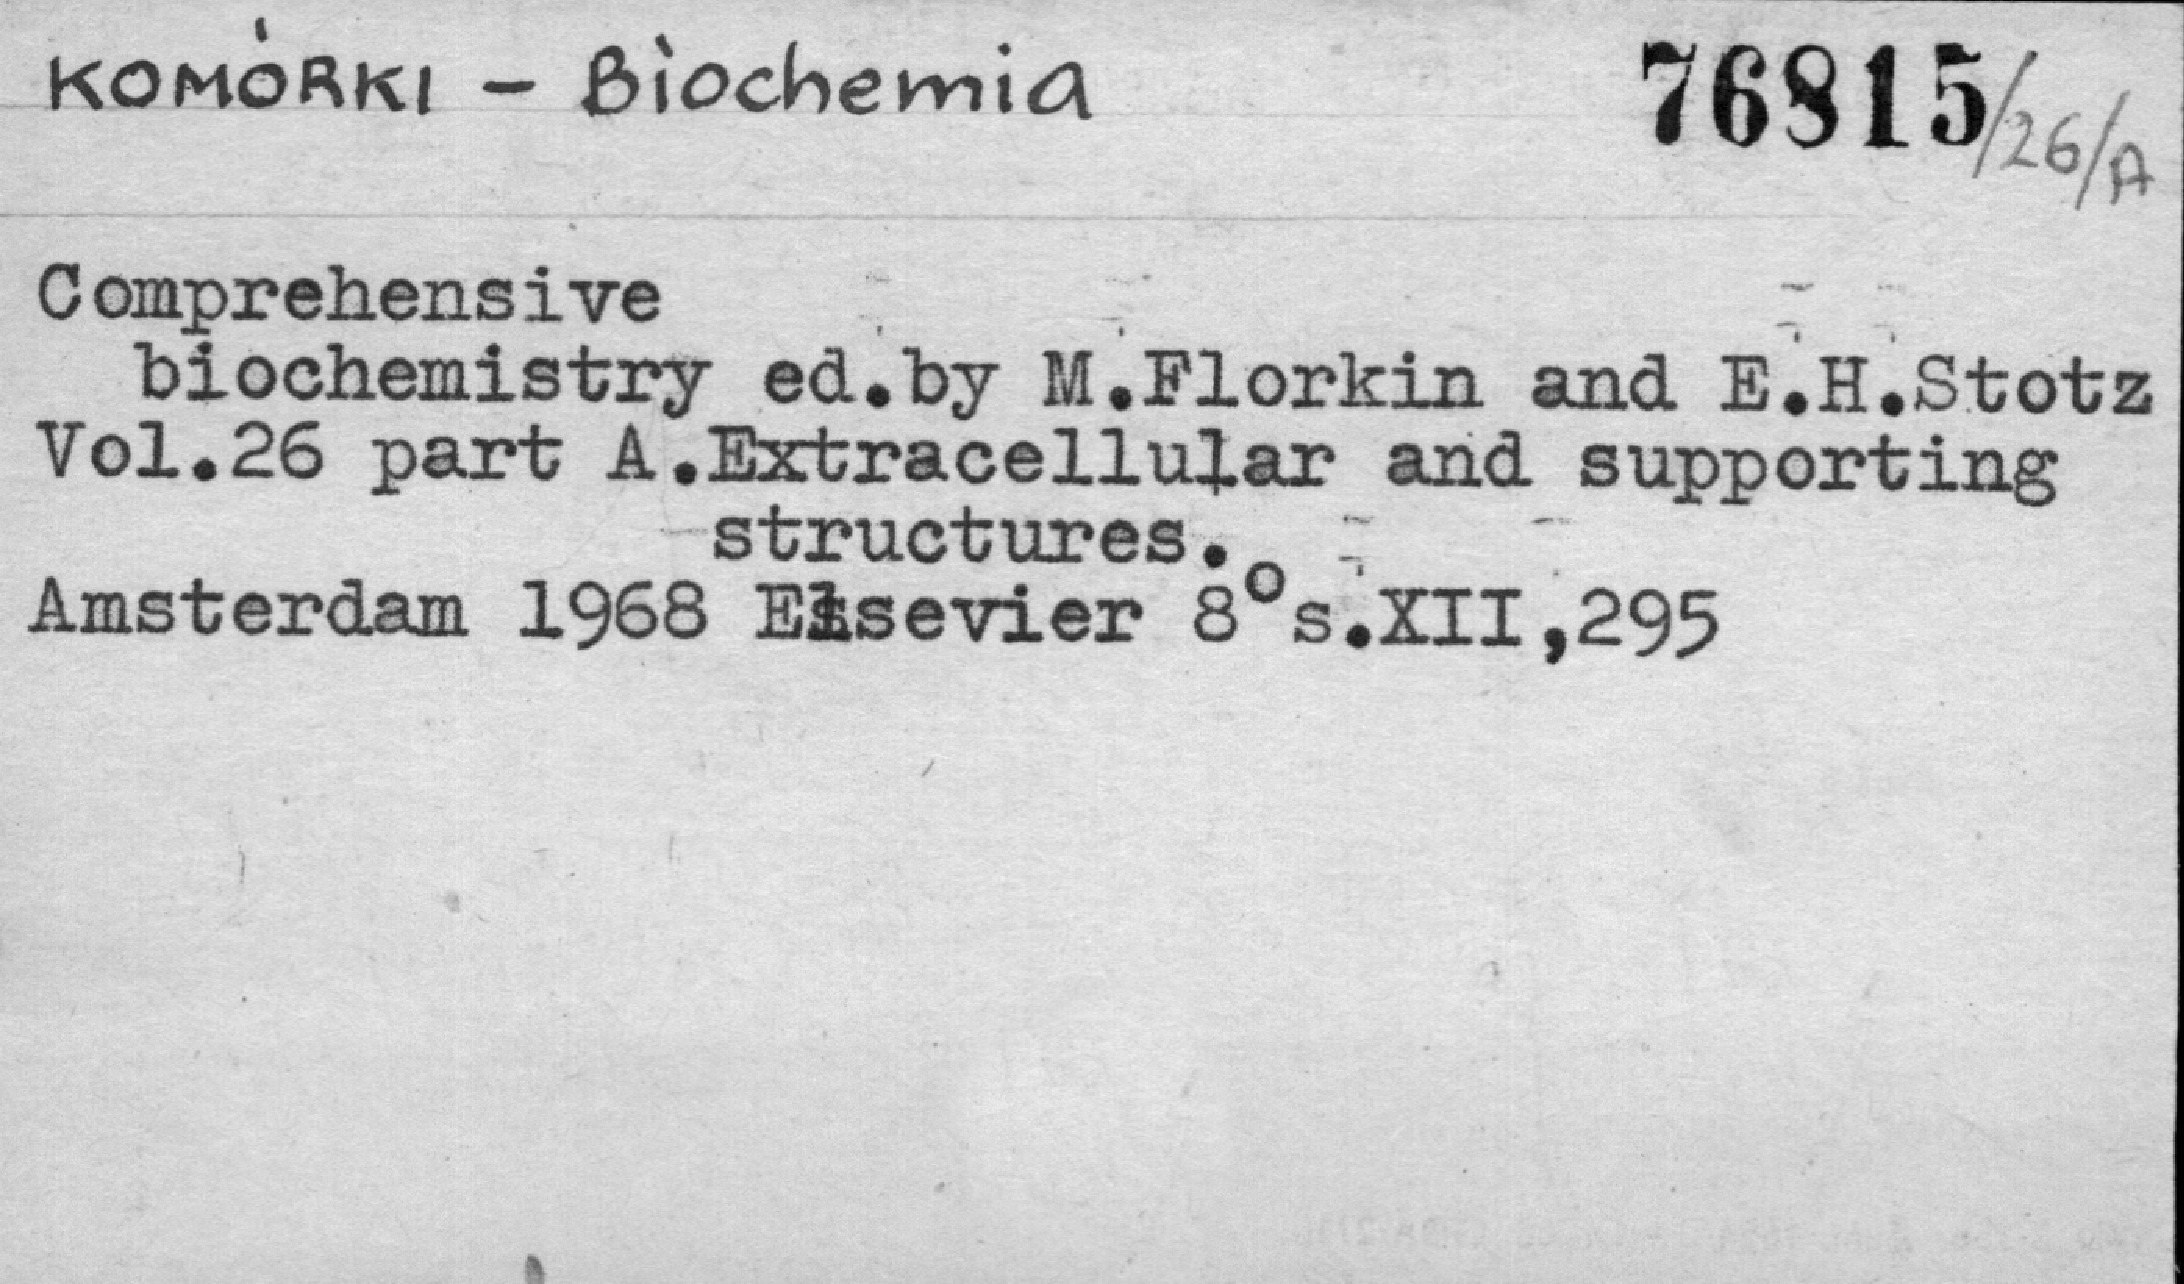 KOMÓRKI - Biochemia 76815/26/A
Comprehensive
biochemistry ed.by M.Florkin and E.H.Stotz
Vol.26 part A.Extracellular and supporting
structures.
Amsterdam 1968 Elsevier 8° s.XII,295